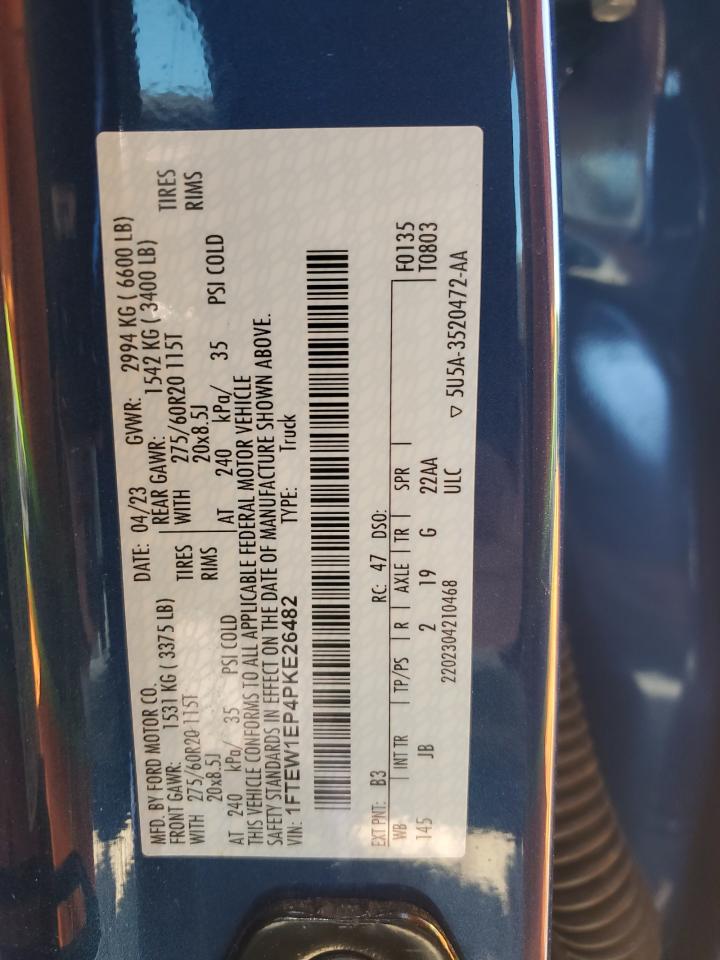 MFD. BY FORD MOTOR CO. DATE: 04/23 GVWR: 2994 KG ( 6600 LB)
FRONT GAWR: 1531 KG ( 3375 LB) REAR GAWR: 1542 KG ( 3400 LB)
WITH 275/60R20 115T TIRES WITH 275/60R20 115T TIRES
20x8.5J RIMS 20x8.5J RIMS
AT 240 kPa/ 35 PSI COLD AT 240 kPa/ 35 PSI COLD
THIS VEHICLE CONFORMS TO ALL APPLICABLE FEDERAL MOTOR VEHICLE
SAFETY STANDARDS IN EFFECT ON THE DATE OF MANUFACTURE SHOWN ABOVE.
VIN: 1FTEW1EP4PKE26482 TYPE: Truck
EXT PNT: B3 RC: 47 DSO:
WB INT TR TP/PS R AXLE TR SPR F0135
145 JB 2 19 G 22AA T0803
2202304210468 ULC ▽ 5U5A-3520472-AA